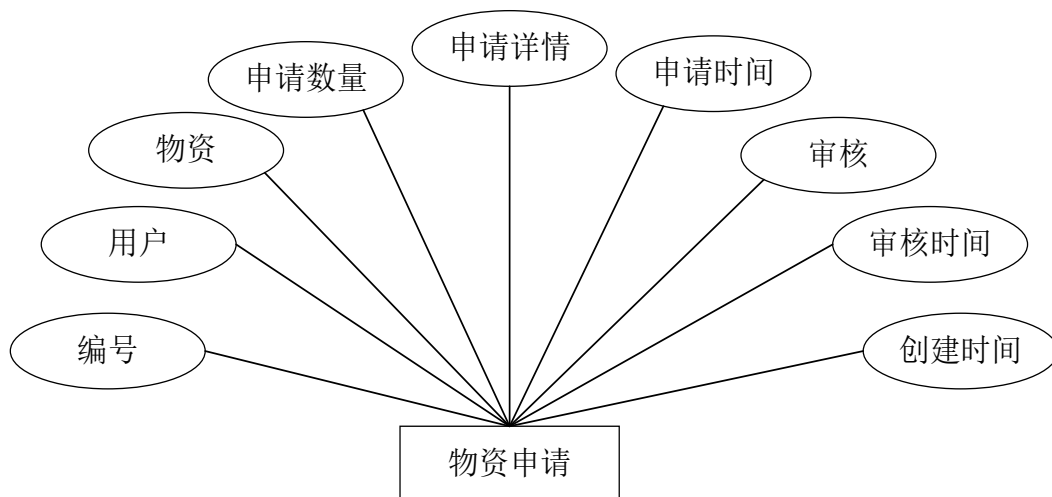 申请详情
申请数量
申请时间
物资
审核
用户
审核时间
编号
创建时间
物资申请